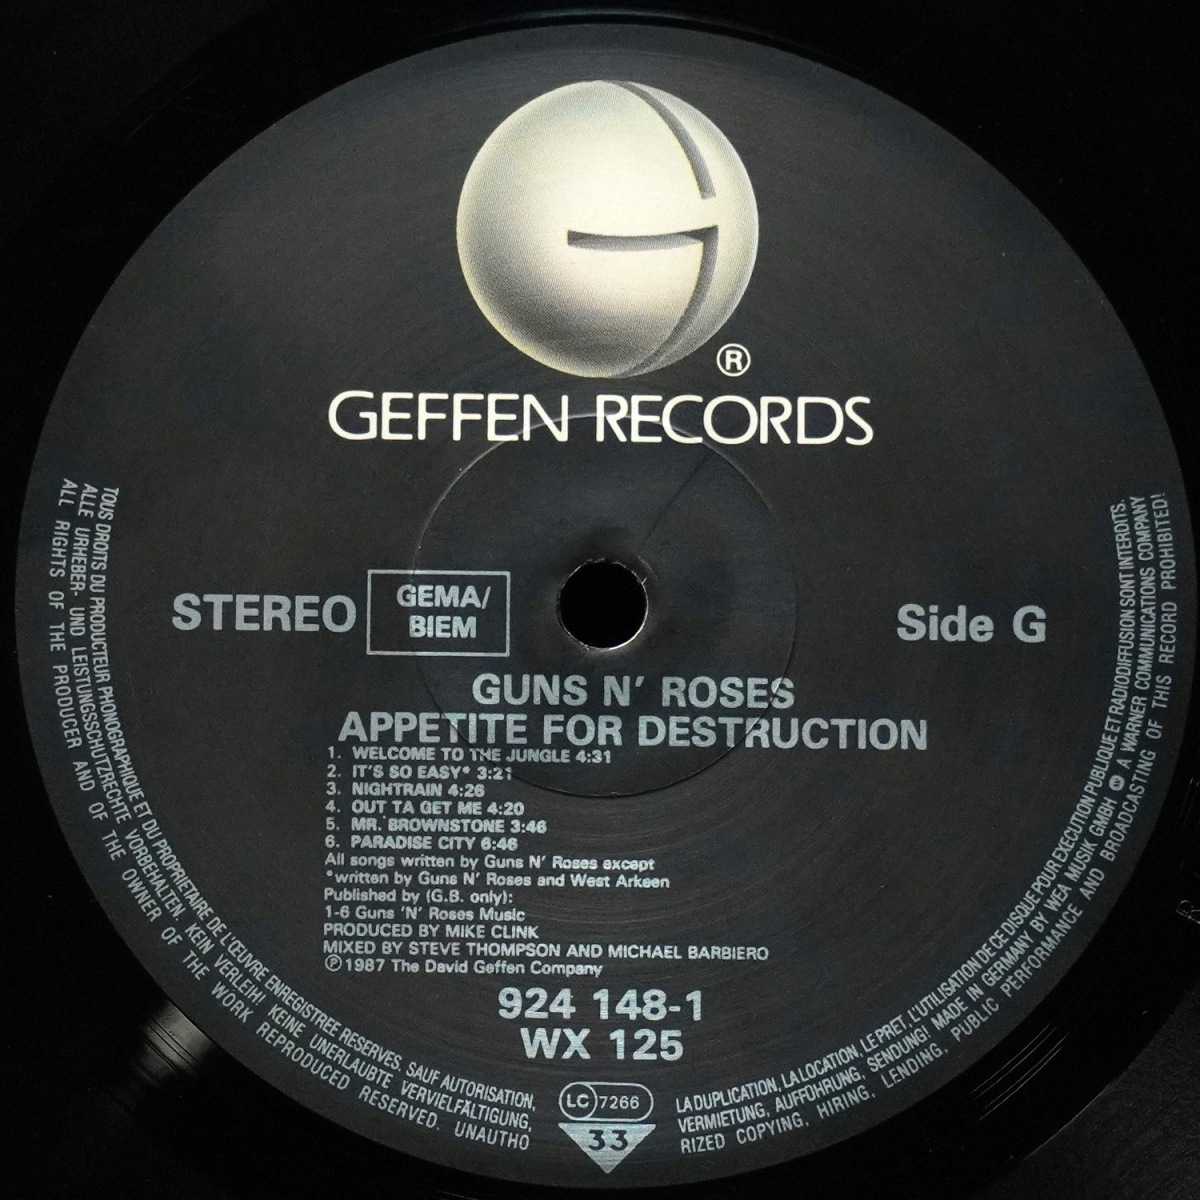 ®
GEFFEN RECORDS
STEREO
GEMA/
BIEM
Side G
GUNS N' ROSES
APPETITE FOR DESTRUCTION
1. WELCOME TO THE JUNGLE 4:31
2. IT'S SO EASY* 3:21
3. NIGHTRAIN 4:26
4. OUT TA GET ME 4:20
5. MR. BROWNSTONE 3:46
6. PARADISE CITY 6:46
All songs written by Guns N' Roses except
*written by Guns N' Roses and West Arkeen
Published by (G.B. only):
1-6 Guns 'N' Roses Music
PRODUCED BY MIKE CLINK
MIXED BY STEVE THOMPSON AND MICHAEL BARBIERO
℗ 1987 The David Geffen Company
924 148-1
WX 125
LC 7266
33
TOUS DROITS DU PRODUCTEUR PHONOGRAPHIQUE ET DU PROPRIETAIRE DE L'ŒUVRE ENREGISTREE RESERVES. SAUF AUTORISATION, LA DUPLICATION, LA LOCATION, LE PRET, L'UTILISATION DE CE DISQUE POUR EXECUTION PUBLIQUE ET RADIODIFFUSION SONT INTERDITS.
ALLE URHEBER- UND LEISTUNGSSCHUTZRECHTE VORBEHALTEN. KEIN VERLEIH! KEINE UNERLAUBTE VERVIELFÄLTIGUNG, VERMIETUNG, AUFFÜHRUNG, SENDUNG! MADE IN GERMANY BY WEA MUSIK GMBH A WARNER COMMUNICATIONS COMPANY
ALL RIGHTS OF THE PRODUCER AND OF THE OWNER OF THE WORK REPRODUCED RESERVED. UNAUTHORIZED COPYING, HIRING, LENDING, PUBLIC PERFORMANCE AND BROADCASTING OF THIS RECORD PROHIBITED!